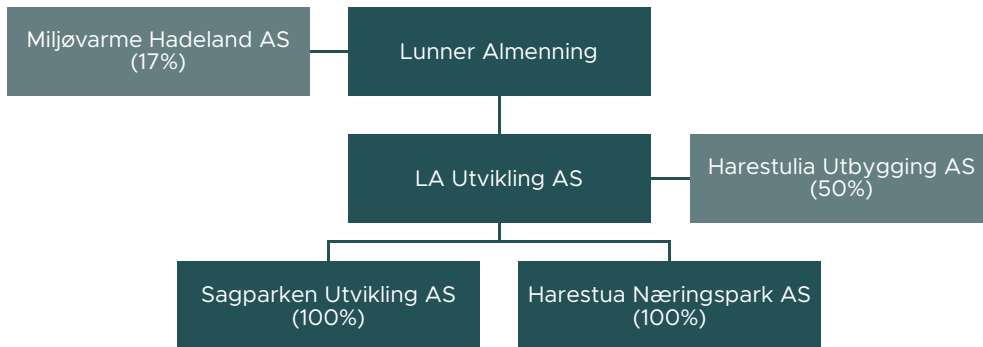 Miljøvarme Hadeland AS
(17%)
Lunner Almenning
LA Utvikling AS
Harestulia Utbygging AS
(50%)
Sagparken Utvikling AS
(100%)
Harestua Næringspark AS
(100%)